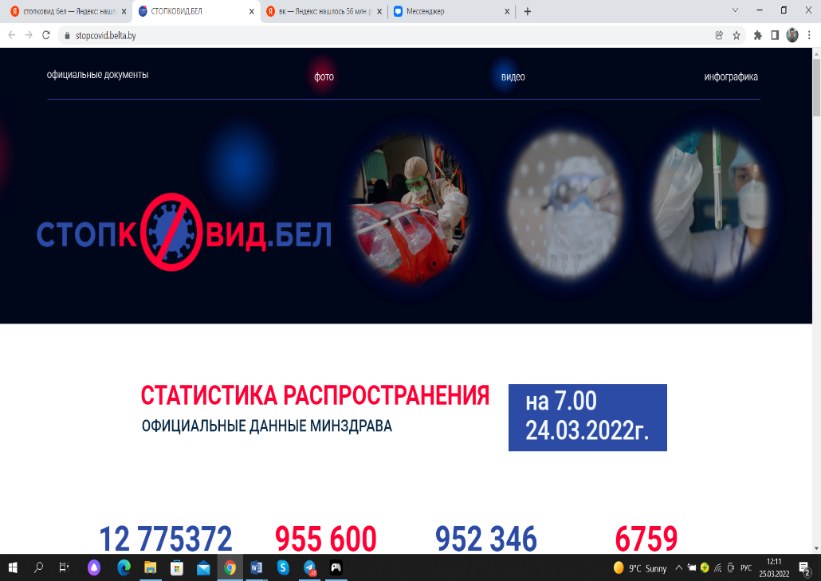 стопковид бел — Яндекс: нашл
СТОПКОВИД.БЕЛ
вк — Яндекс: нашлось 56 млн р
Мессенджер
stopcovid.belta.by
официальные документы
фото
видео
инфографика
СТОПКОВИД.БЕЛ
СТАТИСТИКА РАСПРОСТРАНЕНИЯ
ОФИЦИАЛЬНЫЕ ДАННЫЕ МИНЗДРАВА
на 7.00
24.03.2022г.
12 775372
955 600
952 346
6759
9°C Sunny
РУС
12:11
25.03.2022